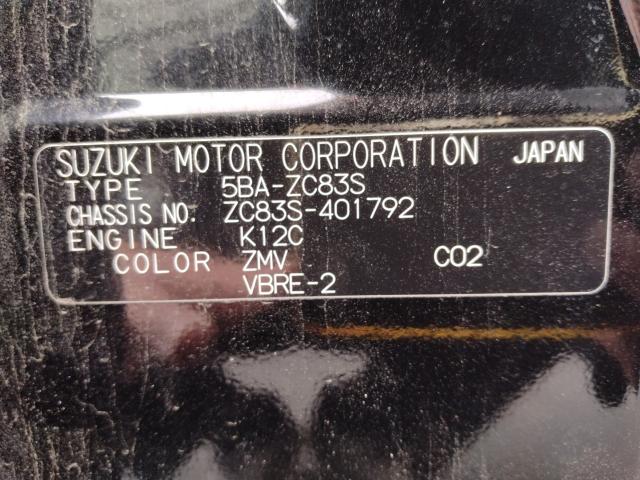 SUZUKI MOTOR CORPORATION JAPAN
TYPE 5BA-ZC83S
CHASSIS NO. ZC83S-401792
ENGINE K12C
COLOR ZMV C02
VBRE-2